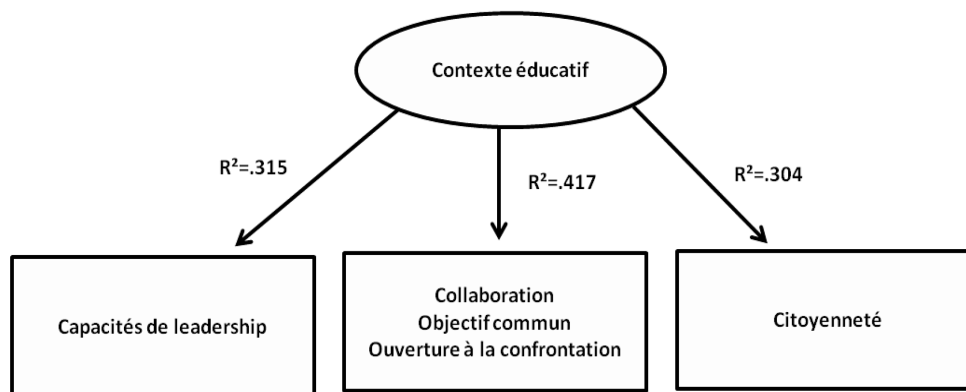 Contexte éducatif
R²=.315
R²=.417
R²=.304
Capacités de leadership
Collaboration
Objectif commun
Ouverture à la confrontation
Citoyenneté